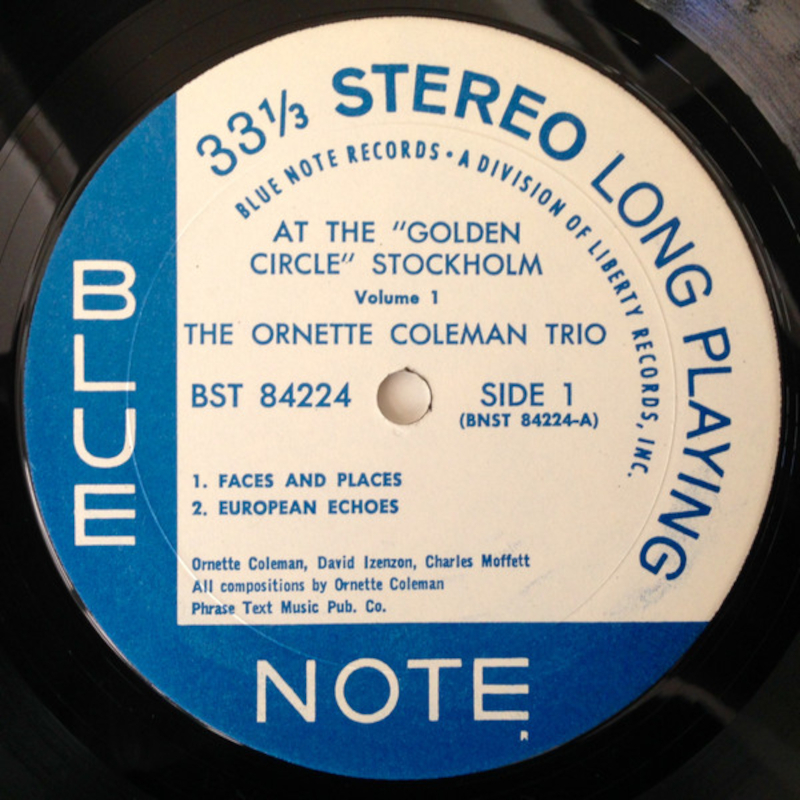 33⅓ STEREO LONG PLAYING
BLUE NOTE RECORDS • A DIVISION OF LIBERTY RECORDS, INC.
AT THE "GOLDEN
CIRCLE" STOCKHOLM
Volume 1
THE ORNETTE COLEMAN TRIO
BST 84224
SIDE 1
(BNST 84224-A)
1. FACES AND PLACES
2. EUROPEAN ECHOES
Ornette Coleman, David Izenzon, Charles Moffett
All compositions by Ornette Coleman
Phrase Text Music Pub. Co.
BLUE
NOTE
R